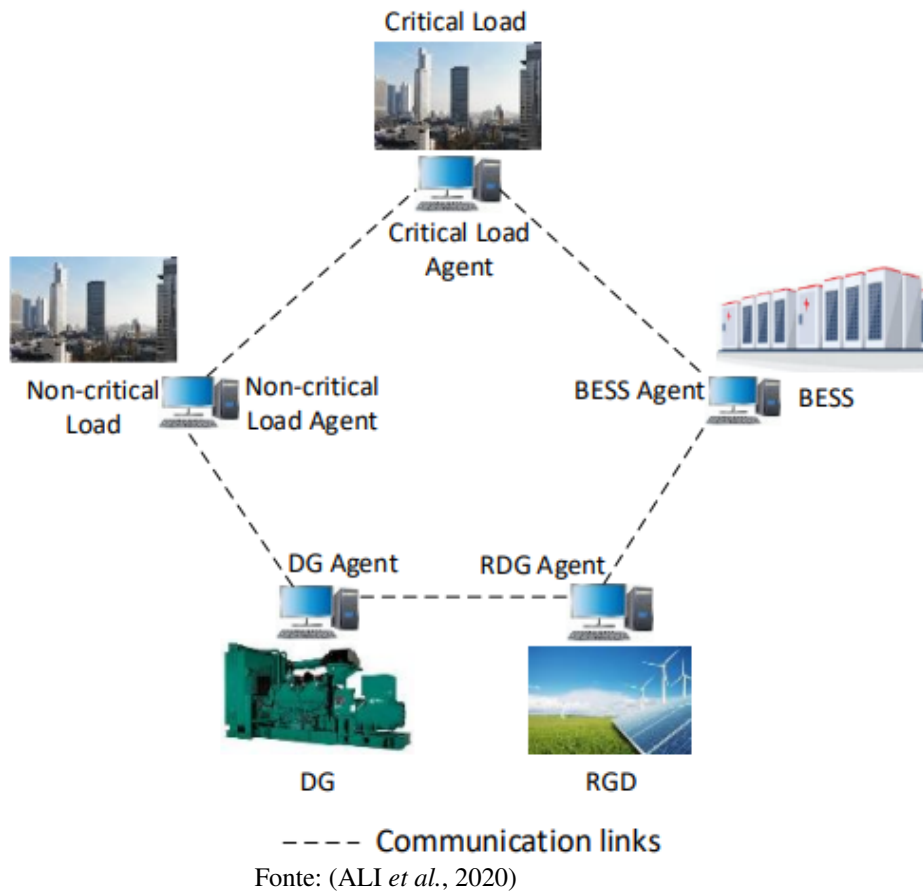 Critical Load
Critical Load
Agent
Non-critical
Load
Non-critical
Load Agent
BESS Agent
BESS
DG Agent
RDG Agent
DG
RGD
Communication links
Fonte: (ALI et al., 2020)